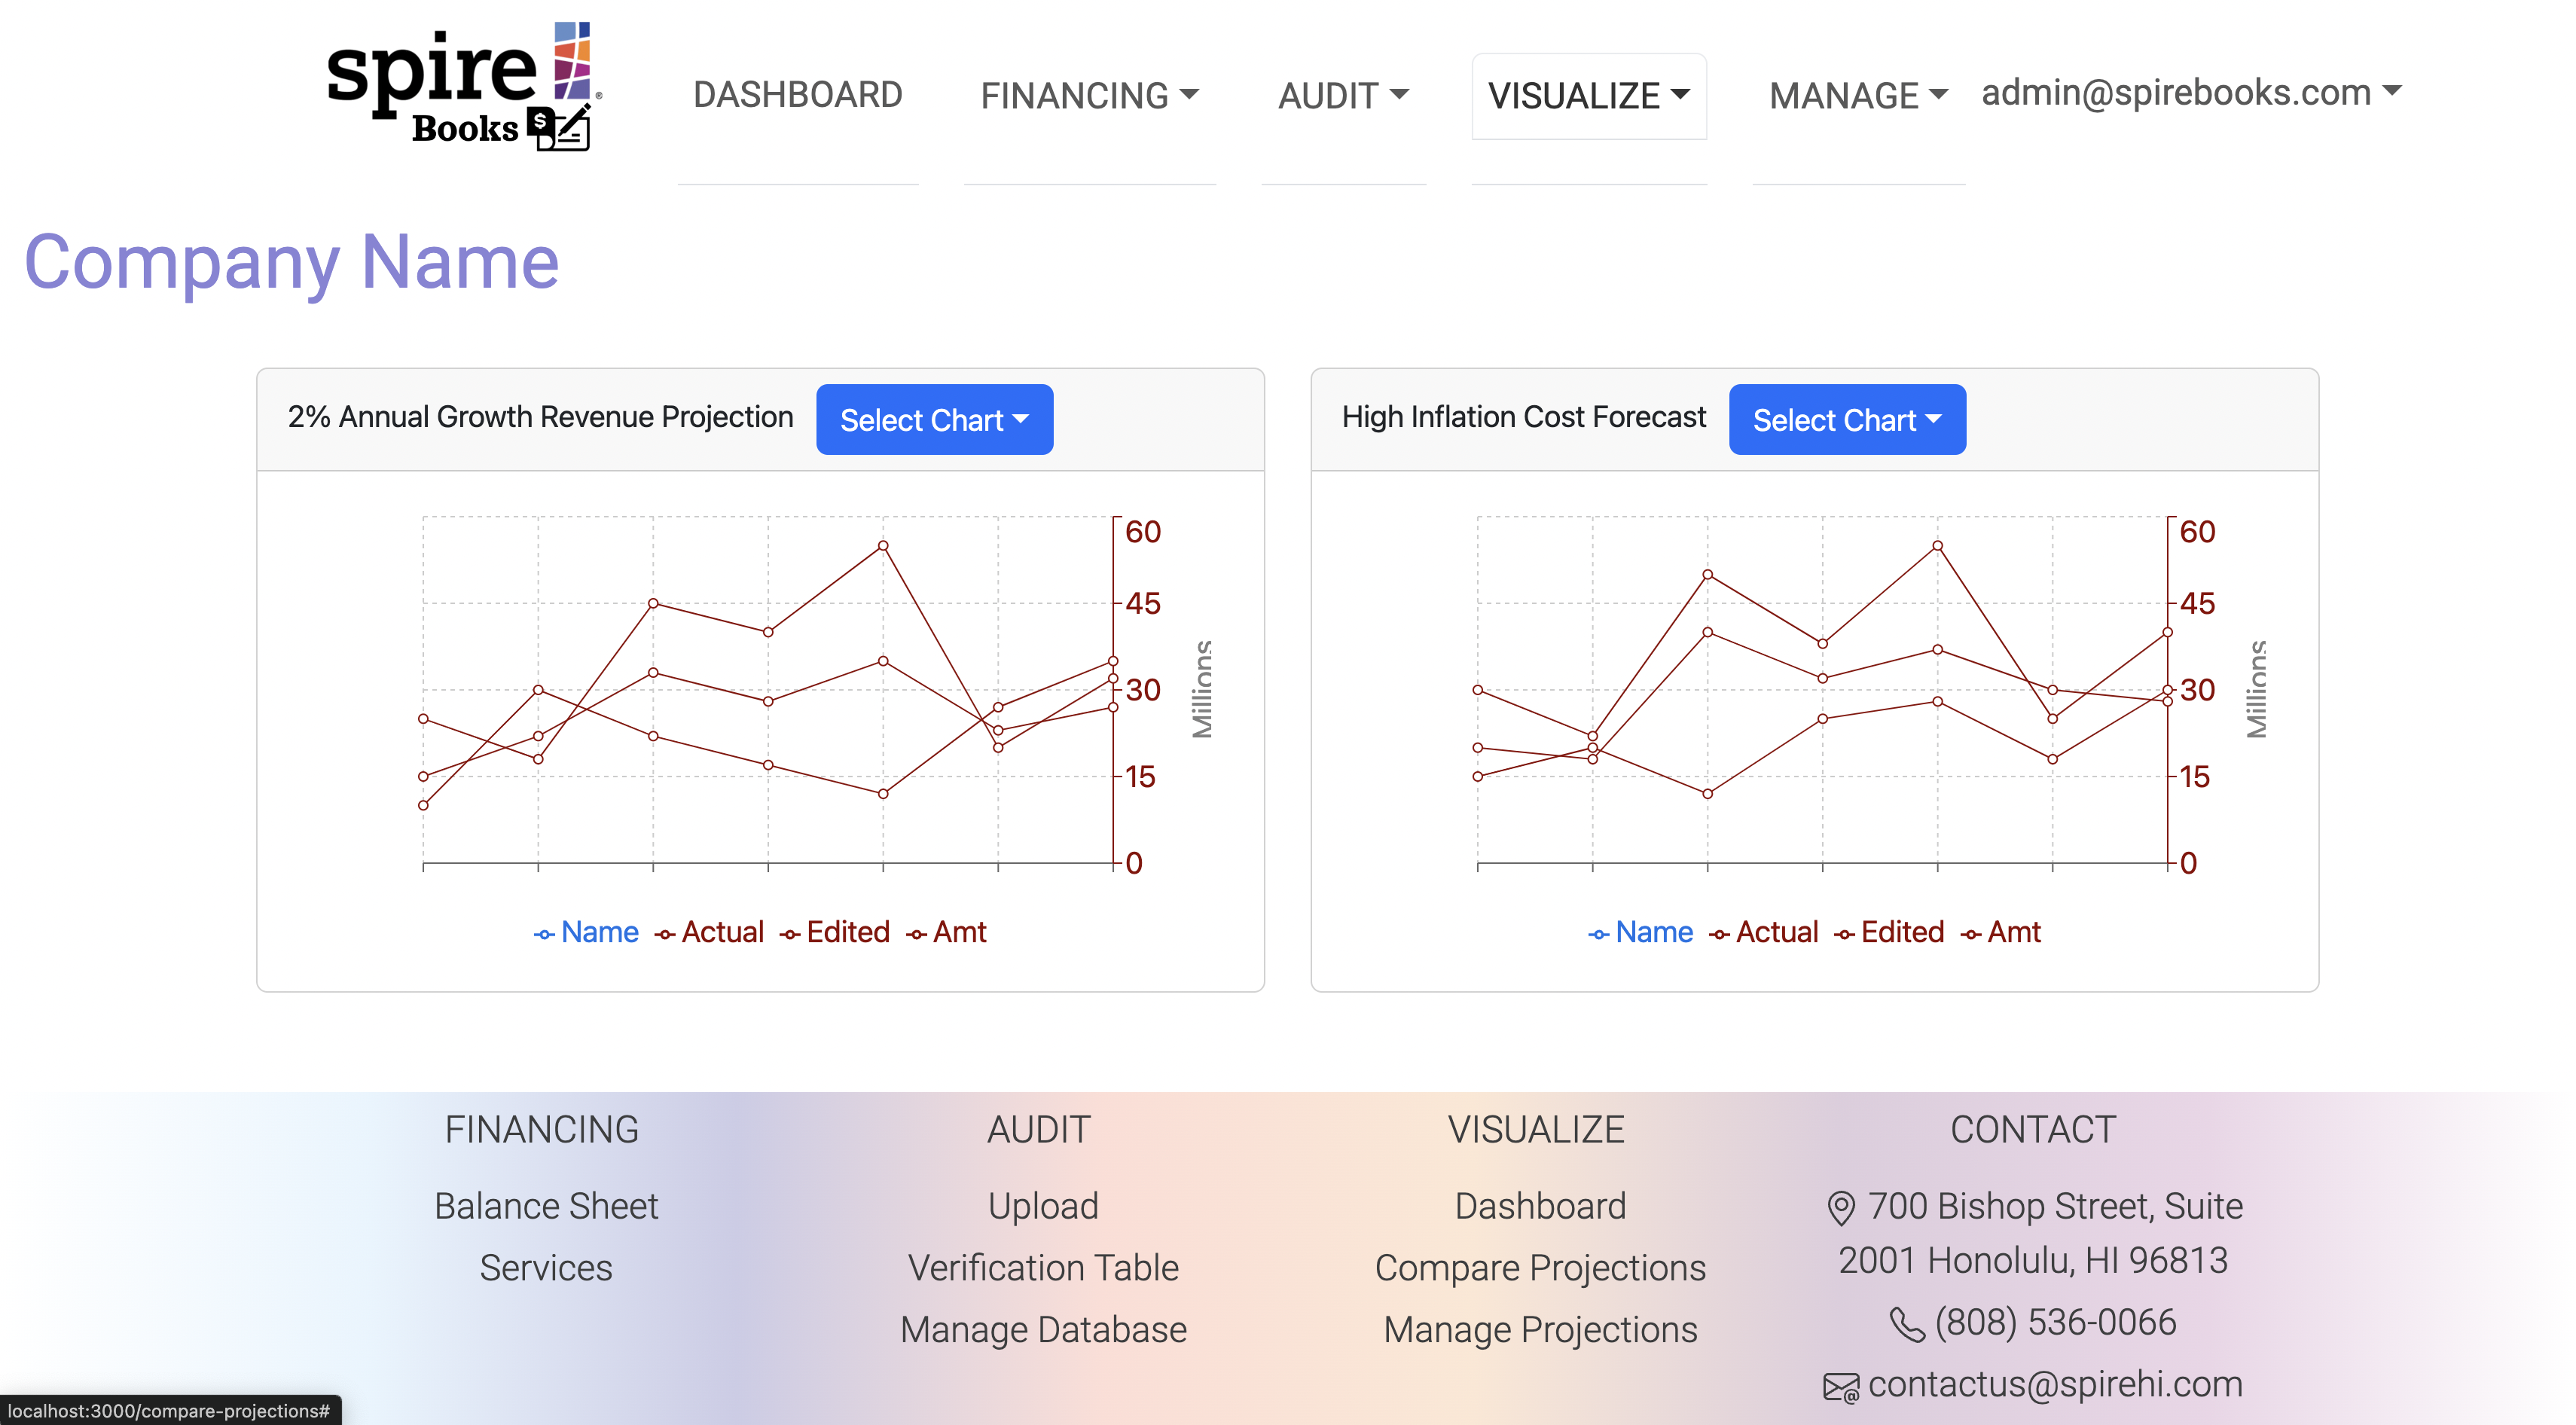 spire
Books
DASHBOARD
FINANCING
AUDIT
VISUALIZE
MANAGE
admin@spirebooks.com
Company Name
2% Annual Growth Revenue Projection
Select Chart
60
45
30
15
0
Millions
Name Actual Edited Amt
High Inflation Cost Forecast
Select Chart
60
45
30
15
0
Millions
Name Actual Edited Amt
FINANCING
Balance Sheet
Services
AUDIT
Upload
Verification Table
Manage Database
VISUALIZE
Dashboard
Compare Projections
Manage Projections
CONTACT
700 Bishop Street, Suite
2001 Honolulu, HI 96813
(808) 536-0066
contactus@spirehi.com
localhost:3000/compare-projections#